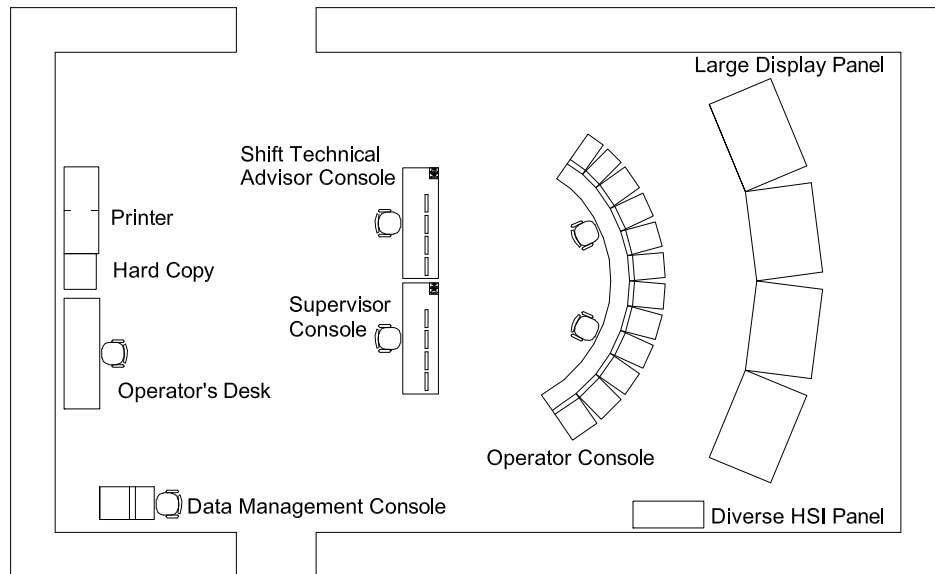 Large Display Panel
Shift Technical
Advisor Console
Printer
Hard Copy
Supervisor
Console
Operator's Desk
Operator Console
Data Management Console
Diverse HSI Panel